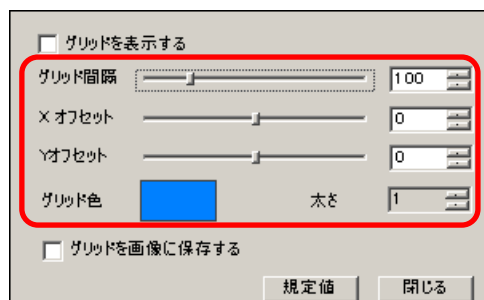 グリッドを表示する
グリッド間隔 100
X オフセット 0
Yオフセット 0
グリッド色 太さ 1
グリッドを画像に保存する
規定値 閉じる